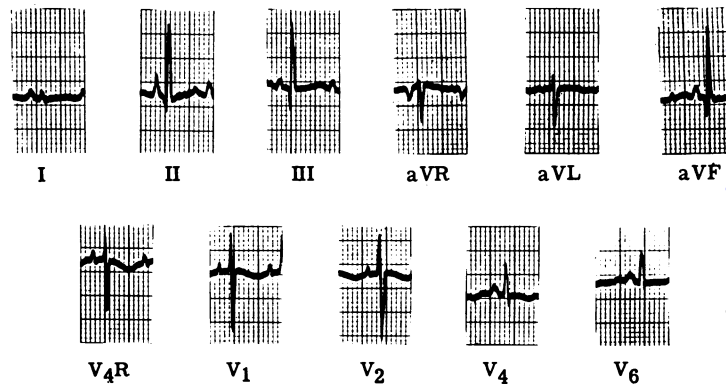 I II III aVR aVL aVF
V₄R V₁ V₂ V₄ V₆